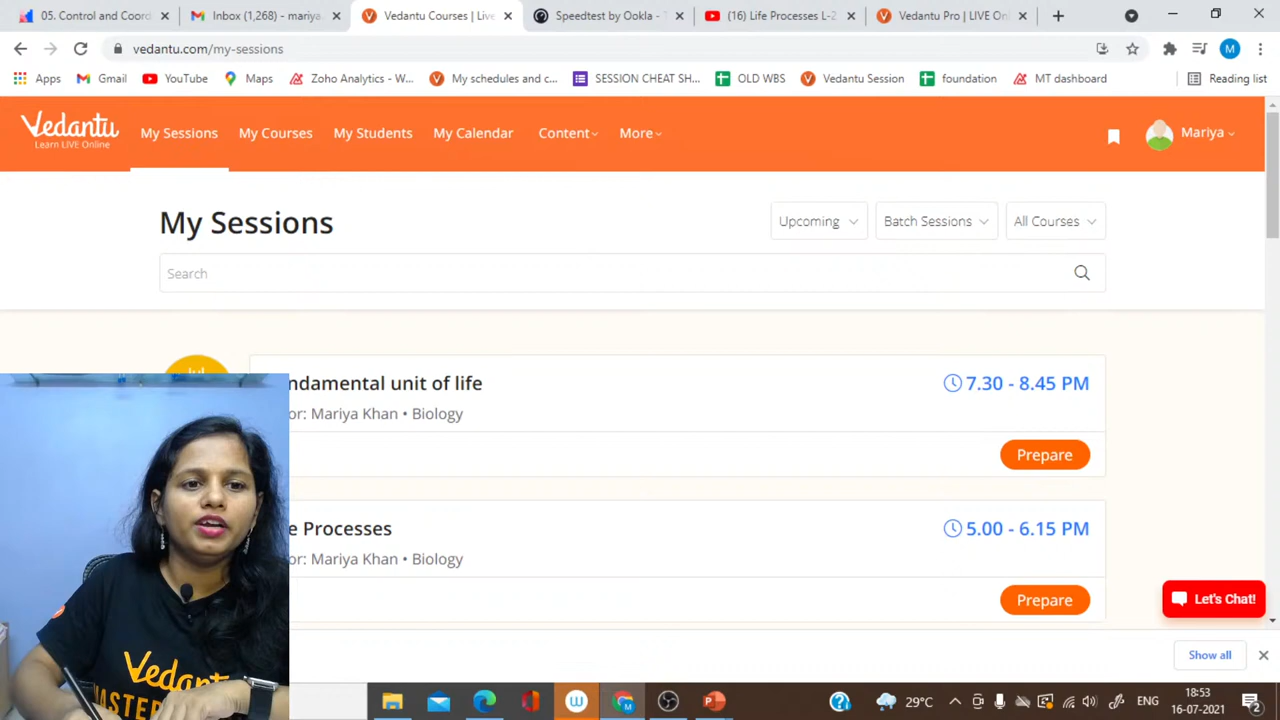 05. Control and Coord
Inbox (1,268) - mariya
Vedantu Courses | Live
Speedtest by Ookla - T
(16) Life Processes L-2
Vedantu Pro | LIVE Onl
vedantu.com/my-sessions
M
Apps
Gmail
YouTube
Maps
Zoho Analytics - W...
My schedules and c...
SESSION CHEAT SH...
OLD WBS
Vedantu Session
foundation
MT dashboard
Reading list
Vedantu
Learn LIVE Online
My Sessions
My Courses
My Students
My Calendar
Content
More
Mariya
My Sessions
Upcoming
Batch Sessions
All Courses
Search
Jul
ndamental unit of life
7.30 - 8.45 PM
or: Mariya Khan • Biology
Prepare
e Processes
5.00 - 6.15 PM
or: Mariya Khan • Biology
Prepare
Let's Chat!
Show all
Vedantu
MASTER
29°C
ENG
18:53
16-07-2021
2